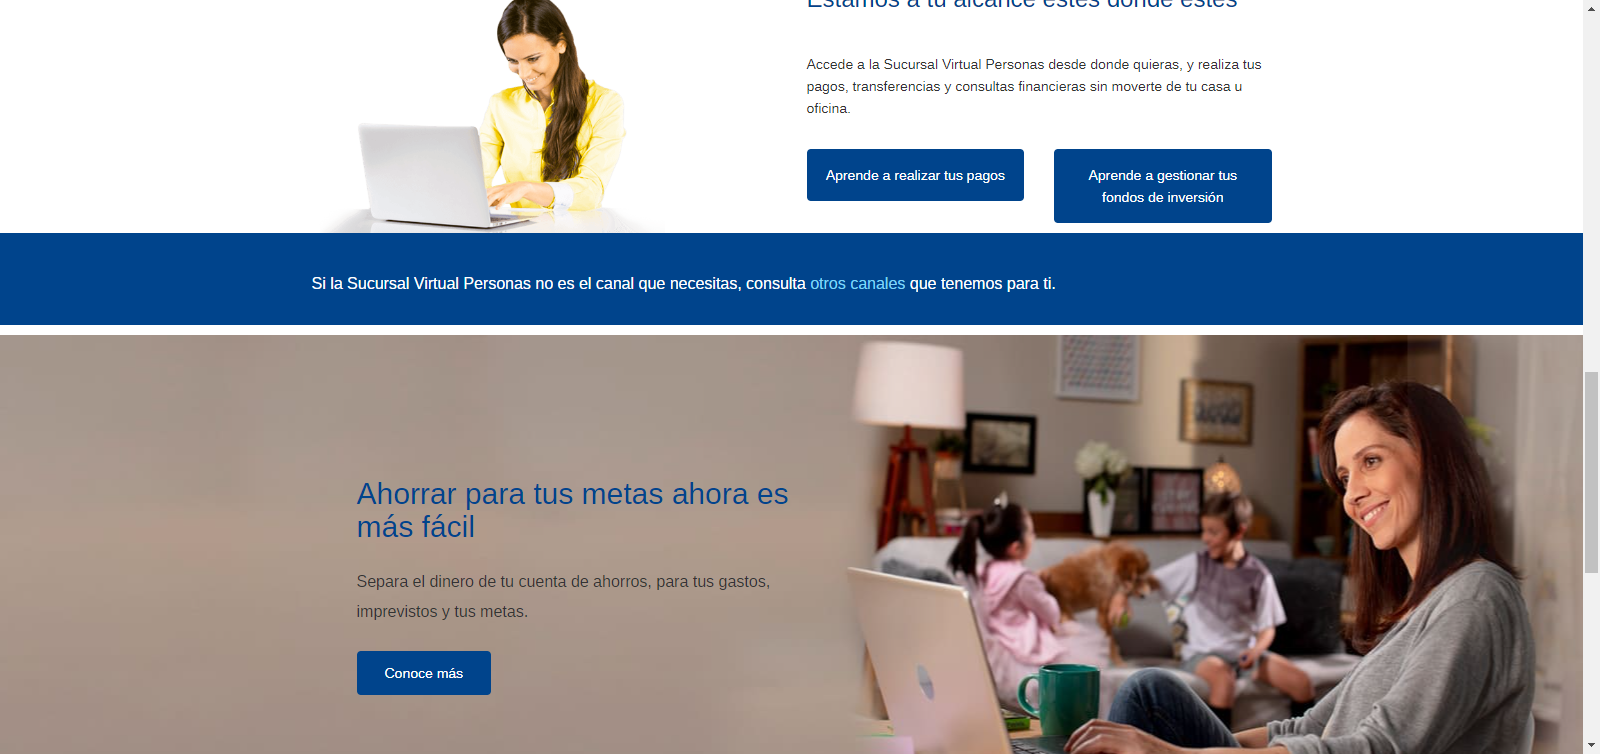 Estamos a tu alcance estés donde estés
Accede a la Sucursal Virtual Personas desde donde quieras, y realiza tus
pagos, transferencias y consultas financieras sin moverte de tu casa u
oficina.
Aprende a realizar tus pagos
Aprende a gestionar tus
fondos de inversión
Si la Sucursal Virtual Personas no es el canal que necesitas, consulta otros canales que tenemos para ti.
Ahorrar para tus metas ahora es
más fácil
Separa el dinero de tu cuenta de ahorros, para tus gastos,
imprevistos y tus metas.
Conoce más